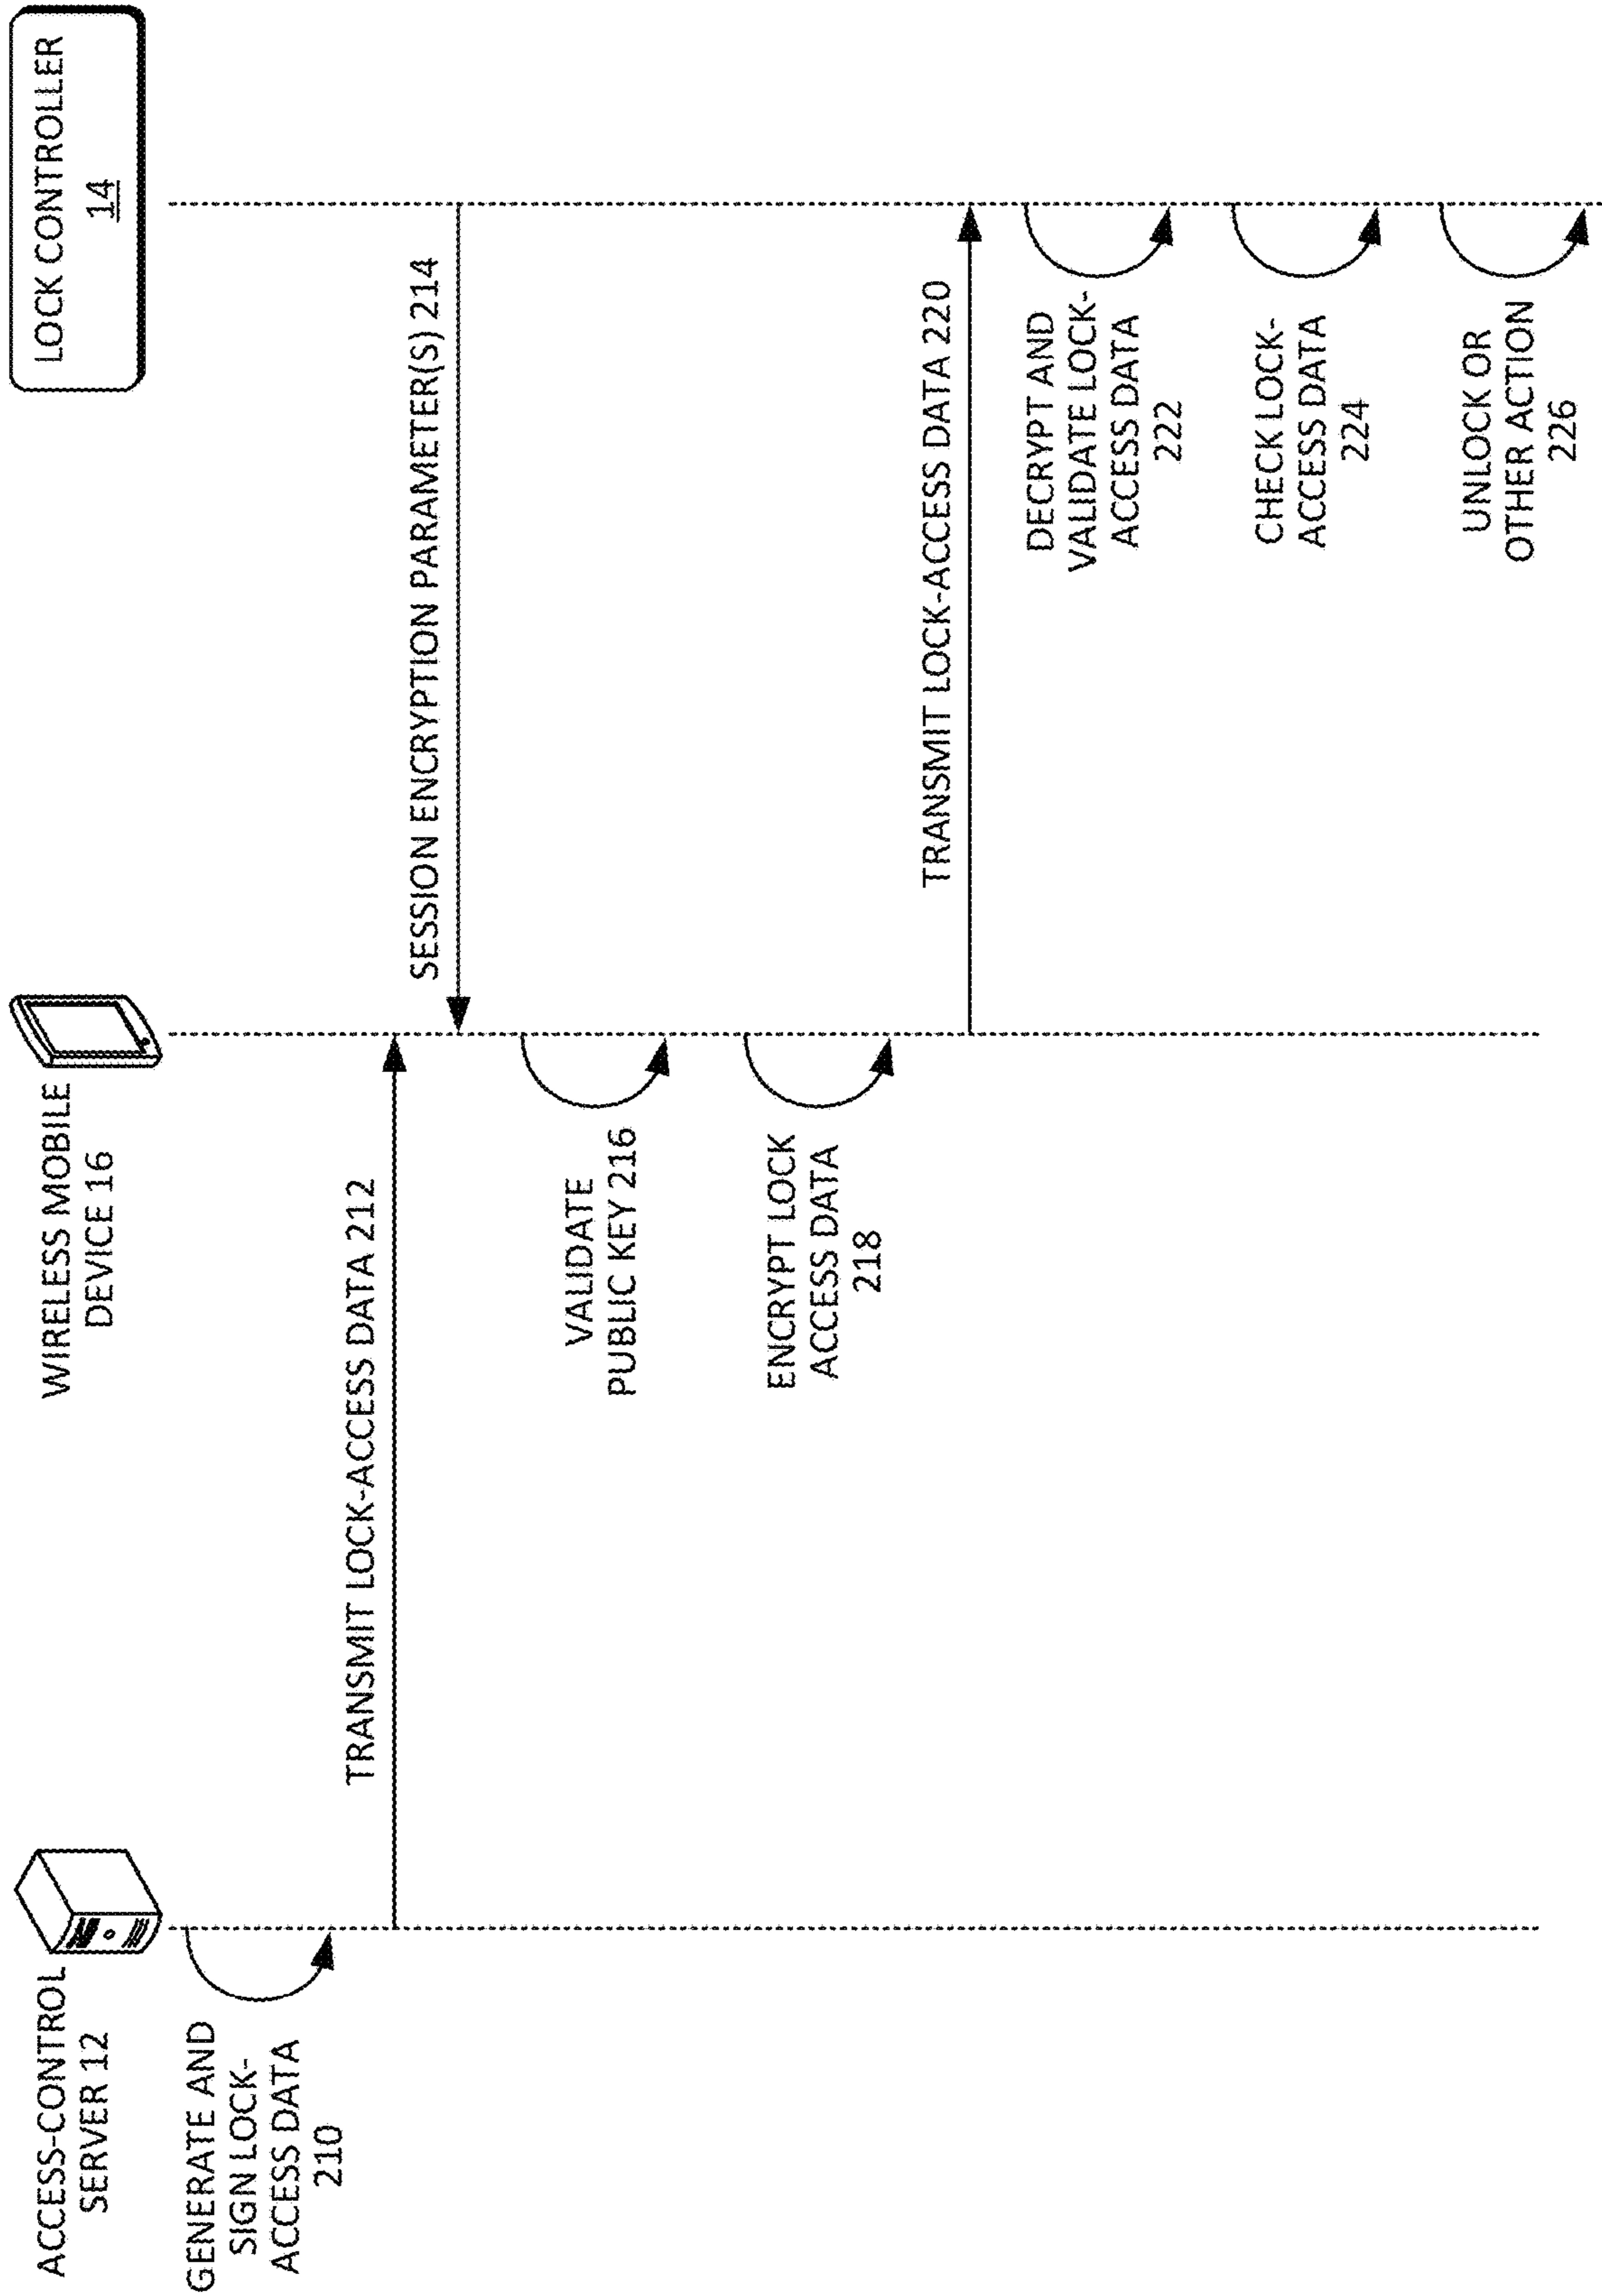 ACCESS-CONTROL
SERVER 12
WIRELESS MOBILE
DEVICE 16
LOCK CONTROLLER
14
GENERATE AND
SIGN LOCK-
ACCESS DATA
210
TRANSMIT LOCK-ACCESS DATA 212
SESSION ENCRYPTION PARAMETER(S) 214
VALIDATE
PUBLIC KEY 216
ENCRYPT LOCK
ACCESS DATA
218
TRANSMIT LOCK-ACCESS DATA 220
DECRYPT AND
VALIDATE LOCK-
ACCESS DATA
222
CHECK LOCK-
ACCESS DATA
224
UNLOCK OR
OTHER ACTION
226